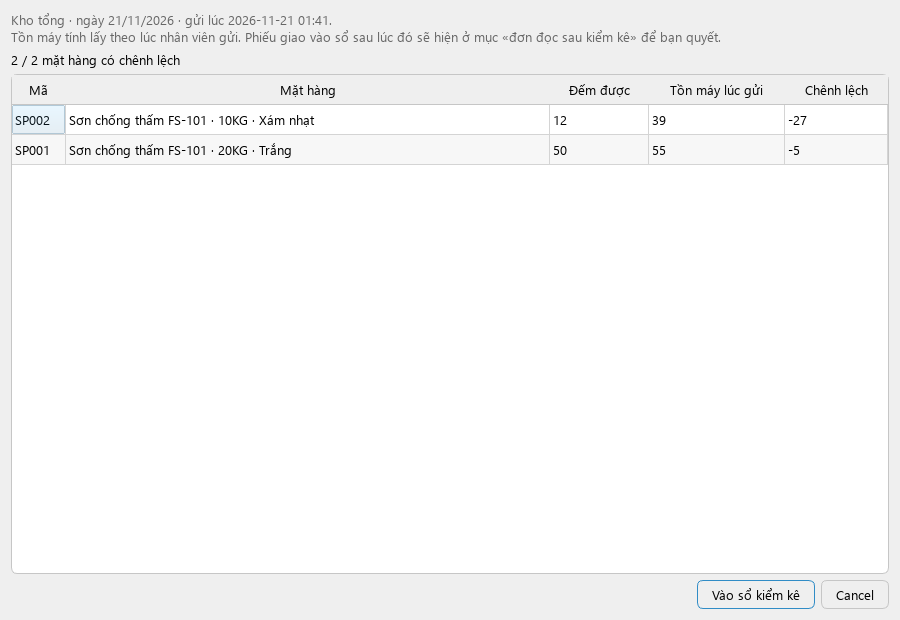 Kho tổng · ngày 21/11/2026 · gửi lúc 2026-11-21 01:41.
Tồn máy tính lấy theo lúc nhân viên gửi. Phiếu giao vào sổ sau lúc đó sẽ hiện ở mục «đơn đọc sau kiểm kê» để bạn quyết.
2 / 2 mặt hàng có chênh lệch
Mã Mặt hàng Đếm được Tồn máy lúc gửi Chênh lệch
SP002 Sơn chống thấm FS-101 · 10KG · Xám nhạt 12 39 -27
SP001 Sơn chống thấm FS-101 · 20KG · Trắng 50 55 -5
Vào sổ kiểm kê Cancel